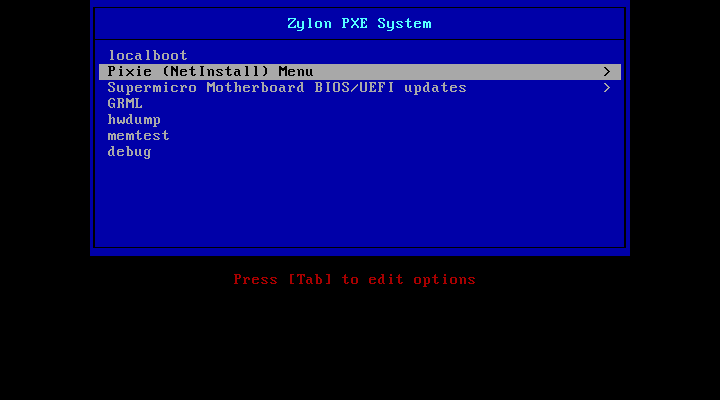 Zylon PXE System
localboot
Pixie (NetInstall) Menu >
Supermicro Motherboard BIOS/UEFI updates >
GRML
hwdump
memtest
debug
Press [Tab] to edit options